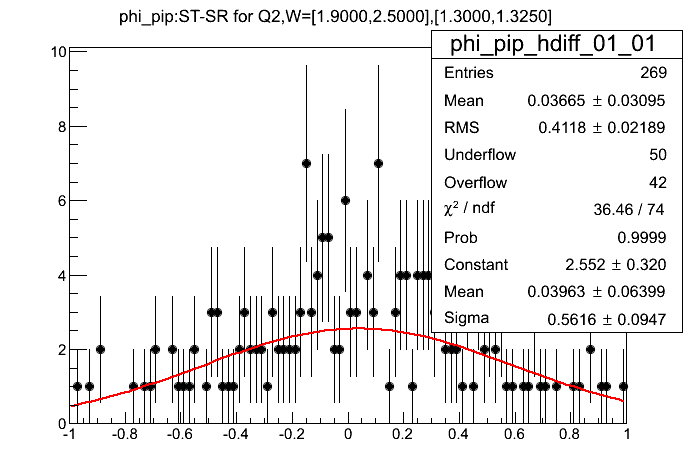 phi_pip:ST-SR for Q2,W=[1.9000,2.5000],[1.3000,1.3250]
phi_pip_hdiff_01_01
Entries 269
Mean 0.03665 ± 0.03095
RMS 0.4118 ± 0.02189
Underflow 50
Overflow 42
χ² / ndf 36.46 / 74
Prob 0.9999
Constant 2.552 ± 0.320
Mean 0.03963 ± 0.06399
Sigma 0.5616 ± 0.0947
10
8
6
4
2
0
-1 -0.8 -0.6 -0.4 -0.2 0 0.2 0.4 0.6 0.8 1